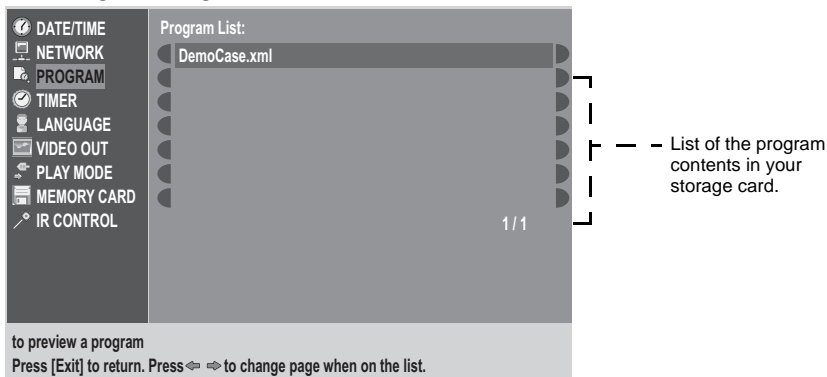 DATE/TIME
NETWORK
PROGRAM
TIMER
LANGUAGE
VIDEO OUT
PLAY MODE
MEMORY CARD
IR CONTROL
Program List:
DemoCase.xml
1 / 1
List of the program
contents in your
storage card.
to preview a program
Press [Exit] to return. Press⇦ ⇨ to change page when on the list.